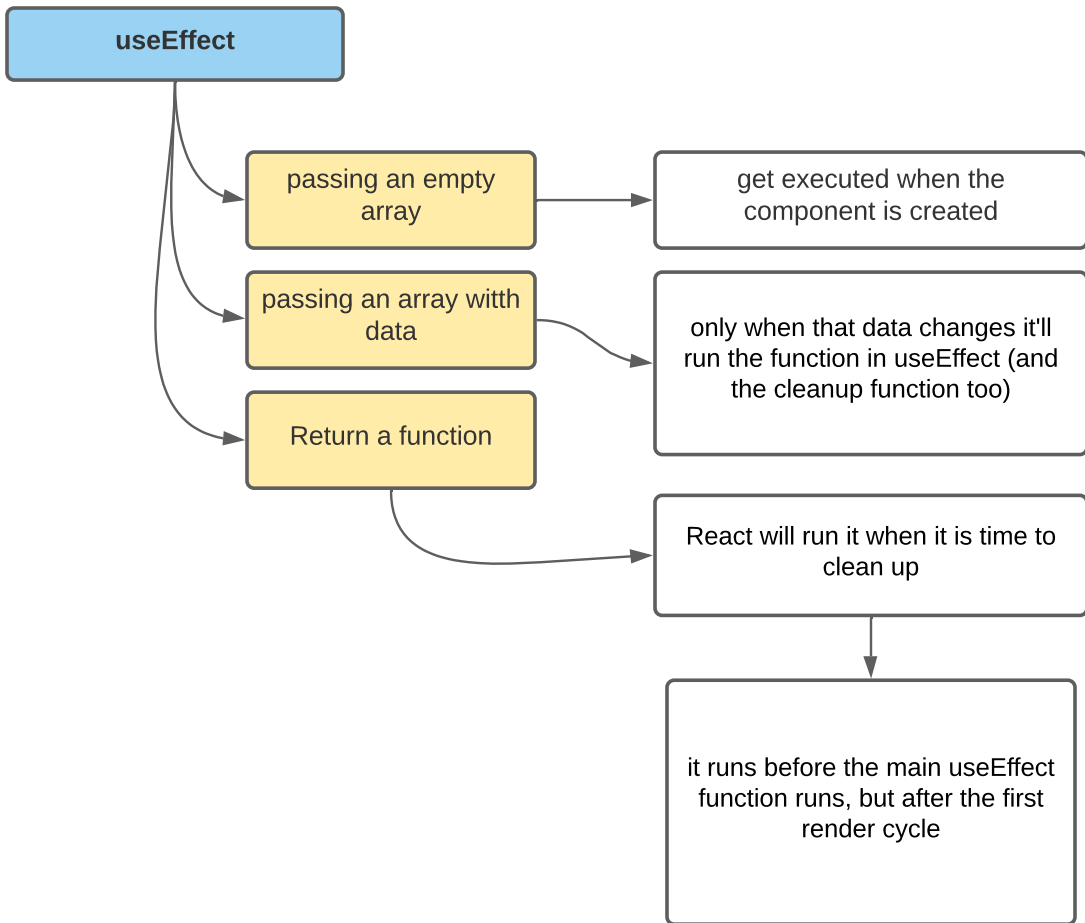 useEffect
passing an empty
array
get executed when the
component is created
passing an array witth
data
only when that data changes it'll
run the function in useEffect (and
the cleanup function too)
Return a function
React will run it when it is time to
clean up
it runs before the main useEffect
function runs, but after the first
render cycle